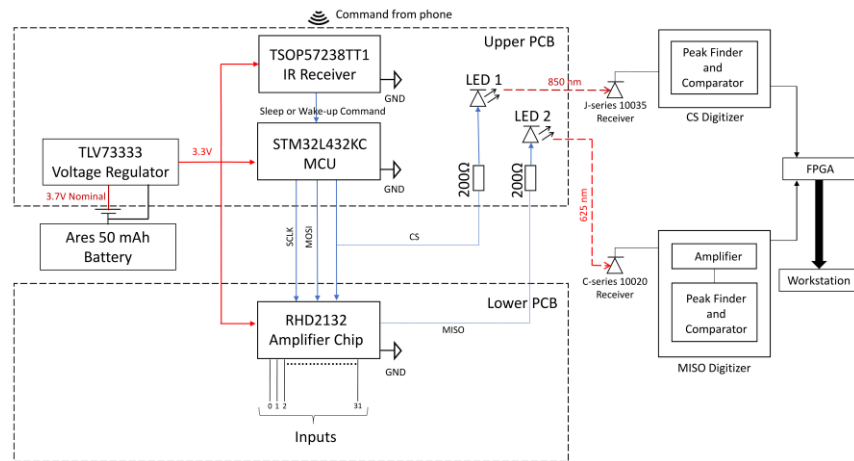 Command from phone
Upper PCB
TSOP57238TT1
IR Receiver
GND
Sleep or Wake-up Command
STM32L432KC
MCU
GND
TLV73333
Voltage Regulator
3.3V
3.7V Nominal
Ares 50 mAh
Battery
LED 1
850 nm
LED 2
200Ω
200Ω
625 nm
SCLK
MOSI
CS
J-series 10035
Receiver
Peak Finder
and
Comparator
CS Digitizer
FPGA
Workstation
C-series 10020
Receiver
Amplifier
Peak Finder
and
Comparator
MISO Digitizer
Lower PCB
RHD2132
Amplifier Chip
MISO
GND
0 1 2 31
Inputs